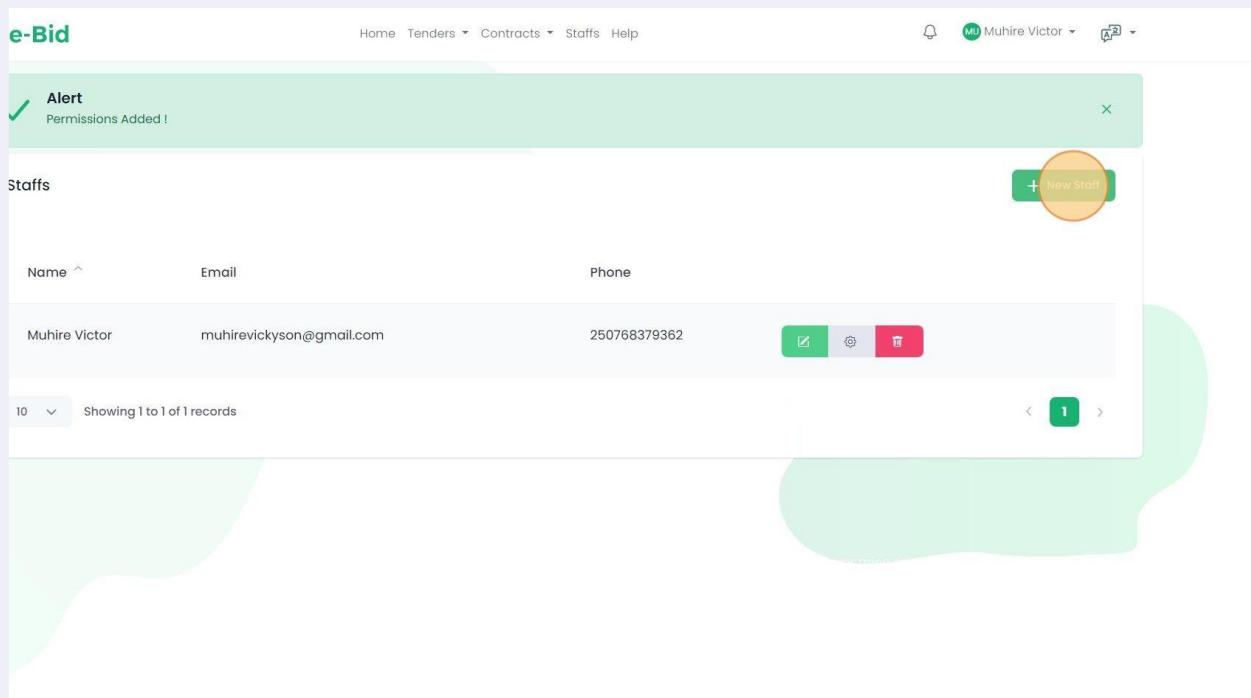 e-Bid
Home Tenders Contracts Staffs Help
MU Muhire Victor
Alert
Permissions Added !
Staffs
+ New Staff
Name Email Phone
Muhire Victor muhirevickyson@gmail.com 250768379362
10 Showing 1 to 1 of 1 records
< 1 >